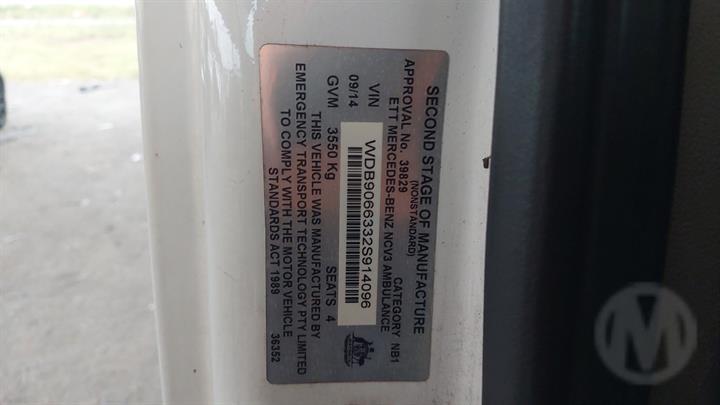 SECOND STAGE OF MANUFACTURE
(NONSTANDARD)
APPROVAL No. 39829 CATEGORY NB1
ETT MERCEDES-BENZ NCV3 AMBULANCE
VIN WDB9066332S914096
09/14
GVM 3550 Kg SEATS 4
THIS VEHICLE WAS MANUFACTURED BY
EMERGENCY TRANSPORT TECHNOLOGY PTY LIMITED
TO COMPLY WITH THE MOTOR VEHICLE
STANDARDS ACT 1989
36352
M